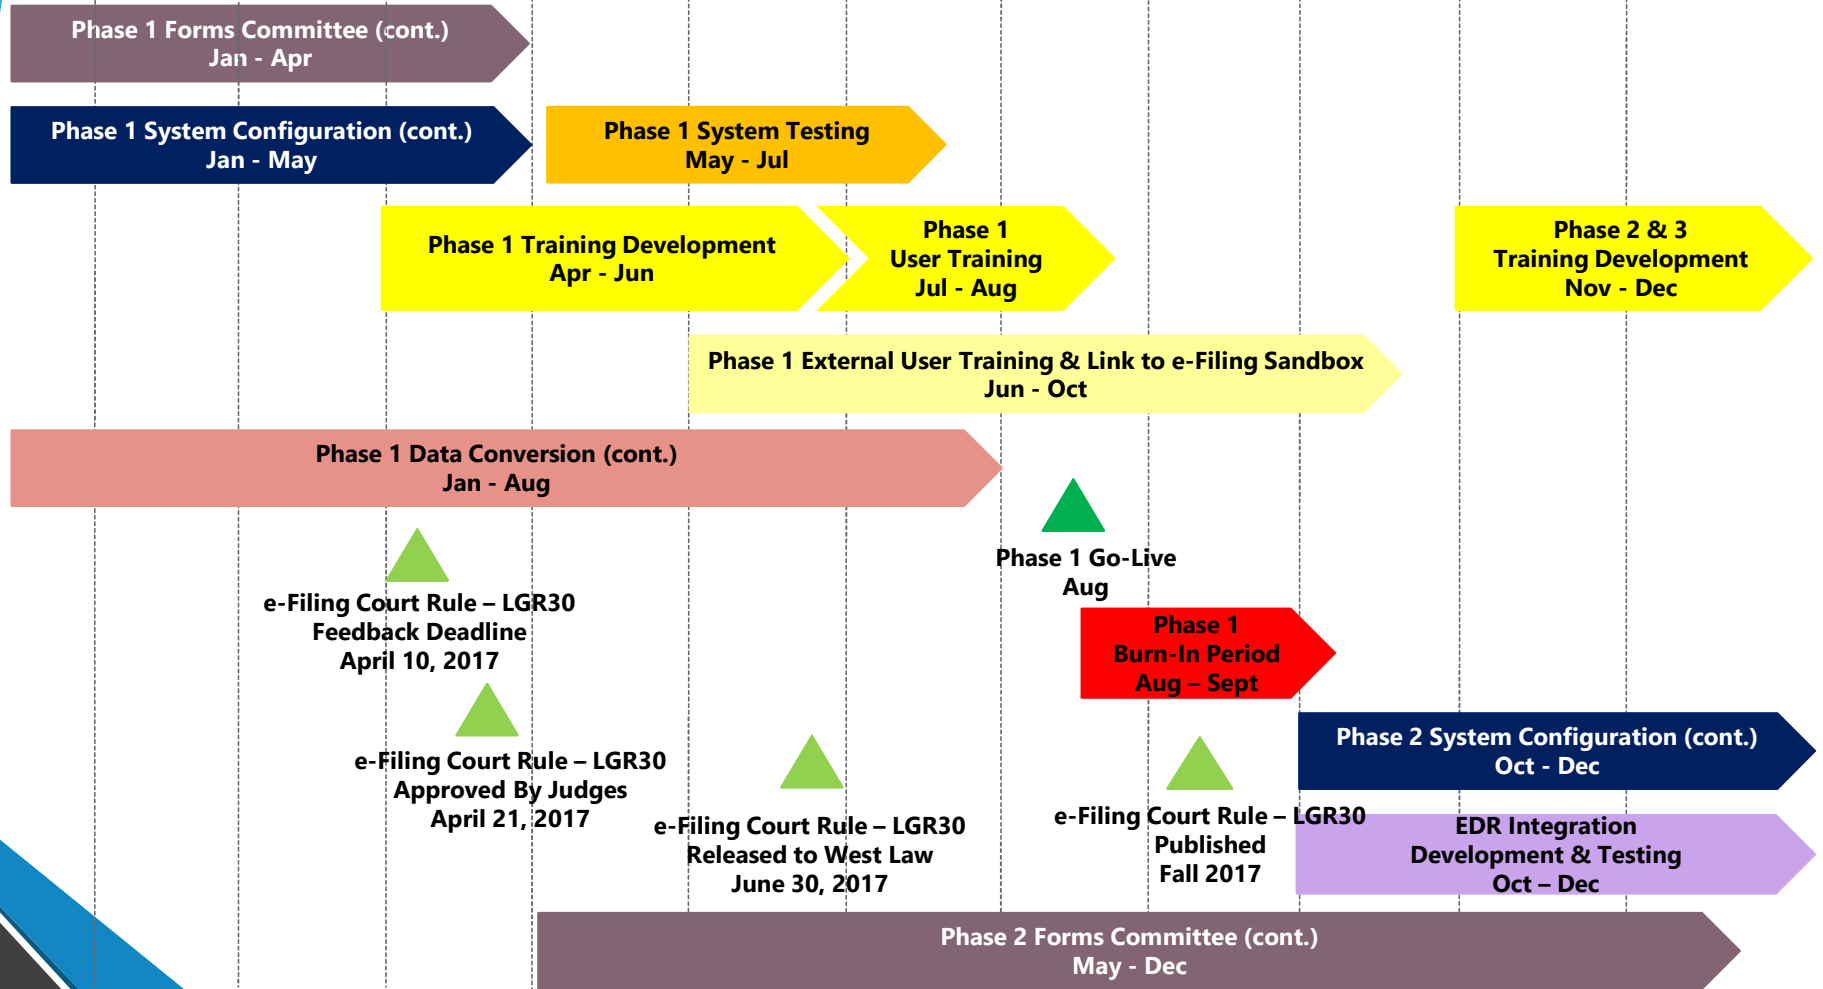 Phase 1 Forms Committee (cont.)
Jan - Apr
Phase 1 System Configuration (cont.)
Jan - May
Phase 1 System Testing
May - Jul
Phase 1 Training Development
Apr - Jun
Phase 1
User Training
Jul - Aug
Phase 2 & 3
Training Development
Nov - Dec
Phase 1 External User Training & Link to e-Filing Sandbox
Jun - Oct
Phase 1 Data Conversion (cont.)
Jan - Aug
Phase 1 Go-Live
Aug
e-Filing Court Rule – LGR30
Feedback Deadline
April 10, 2017
Phase 1
Burn-In Period
Aug – Sept
e-Filing Court Rule – LGR30
Approved By Judges
April 21, 2017
e-Filing Court Rule – LGR30
Released to West Law
June 30, 2017
e-Filing Court Rule – LGR30
Published
Fall 2017
Phase 2 System Configuration (cont.)
Oct - Dec
EDR Integration
Development & Testing
Oct – Dec
Phase 2 Forms Committee (cont.)
May - Dec